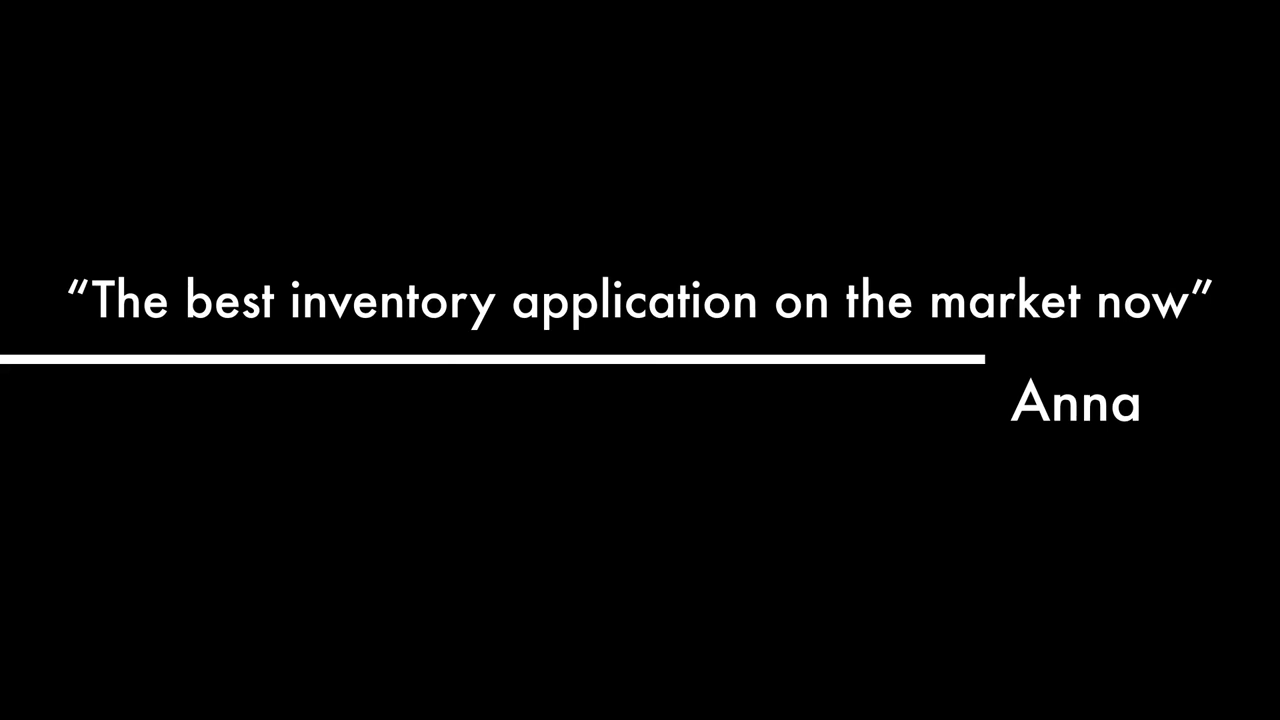 “The best inventory application on the market now”
Anna